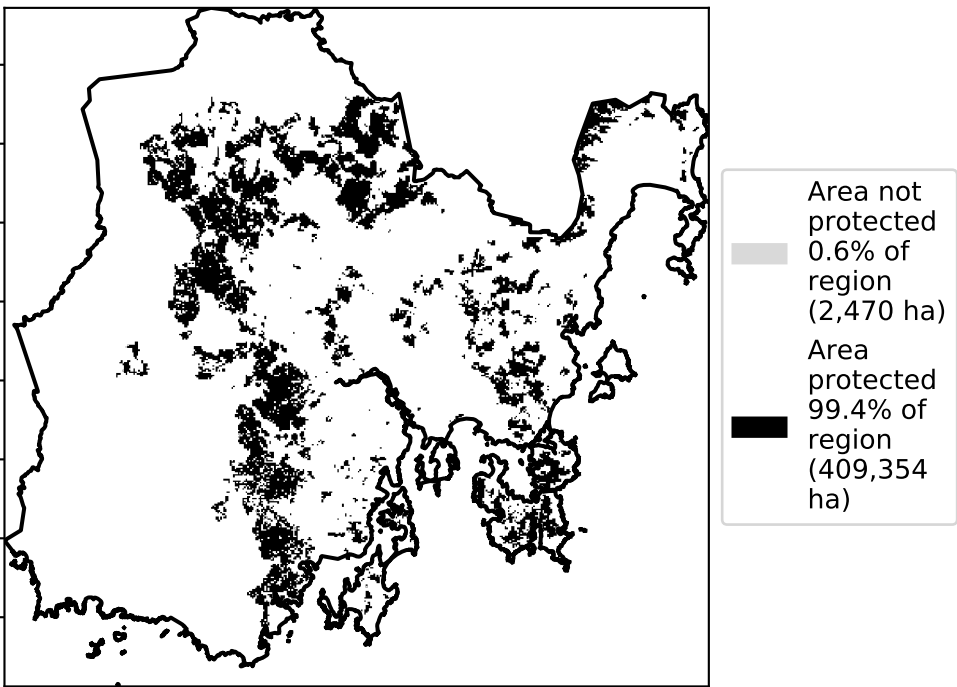 Area not
protected
0.6% of
region
(2,470 ha)
Area
protected
99.4% of
region
(409,354
ha)